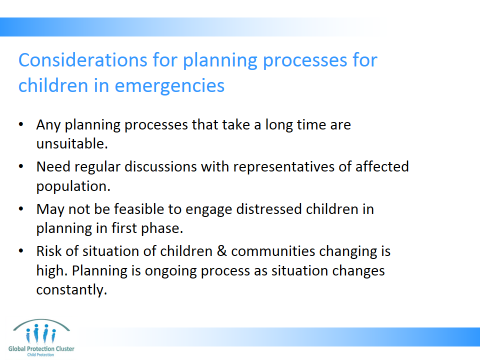 Considerations for planning processes for
children in emergencies
• Any planning processes that take a long time are
unsuitable.
• Need regular discussions with representatives of affected
population.
• May not be feasible to engage distressed children in
planning in first phase.
• Risk of situation of children & communities changing is
high. Planning is ongoing process as situation changes
constantly.
Global Protection Cluster
Child Protection